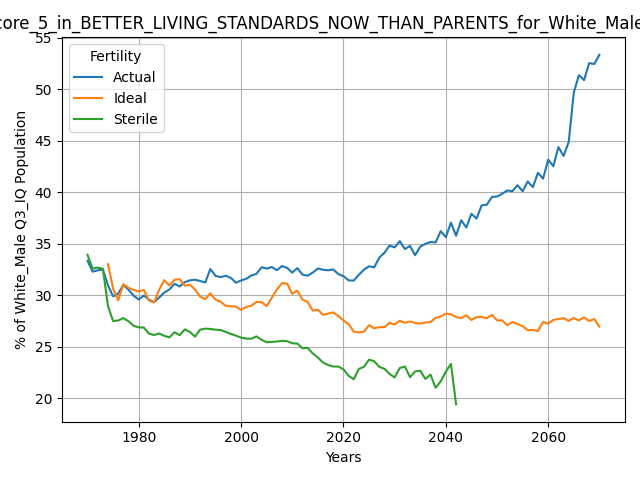 core_5_in_BETTER_LIVING_STANDARDS_NOW_THAN_PARENTS_for_White_Male
Fertility
Actual
Ideal
Sterile
% of White_Male Q3_IQ Population
55
50
45
40
35
30
25
20
1980
2000
2020
2040
2060
Years